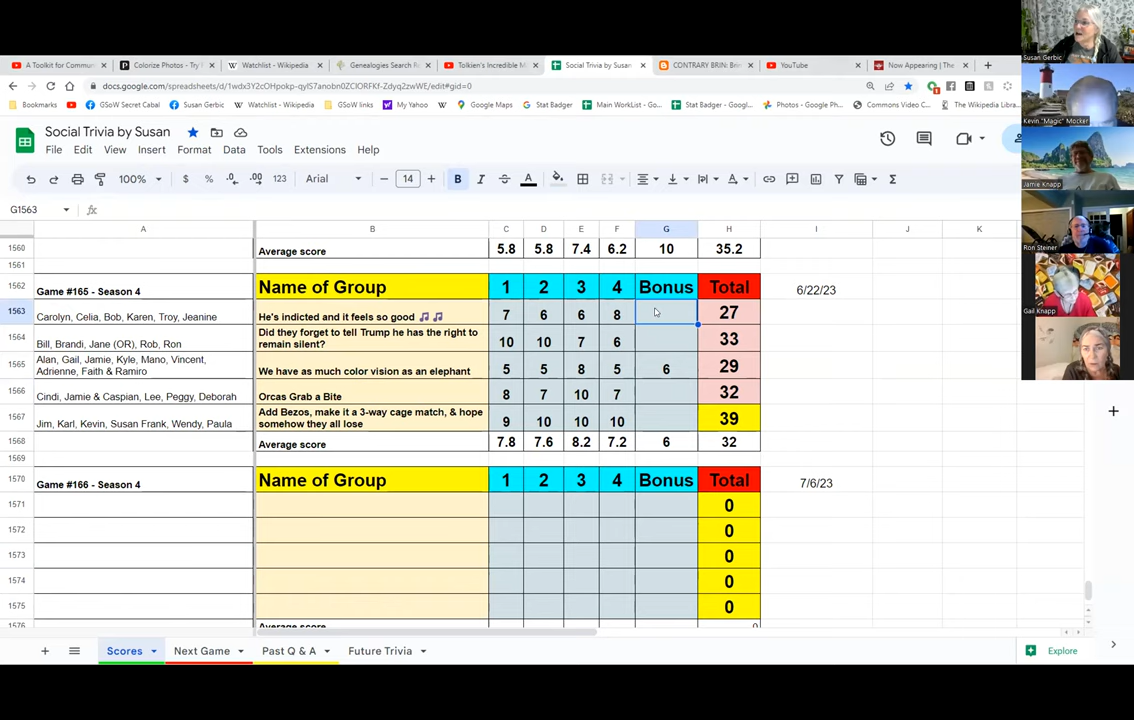 A Toolkit for Commun
Colorize Photos - Try
Watchlist - Wikipedia
Genealogies Search R
Tolkien's Incredible M
Social Trivia by Susan
CONTRARY BRIN: Bri
YouTube
Now Appearing | The
docs.google.com/spreadsheets/d/
Bookmarks
GSoW Secret Cabal
Susan Gerbic
Watchlist - Wikipedia
GSoW links
My Yahoo
Google Maps
Stat Badger
Main WorkList - Go...
Stat Badger - Googl...
Photos - Google Ph...
Commons Video C...
The Wikipedia Libra
Social Trivia by Susan
File Edit View Insert Format Data Tools Extensions Help
100% $ % .0 .00 123 Arial 14 B I S A
G1563 fx
A B C D E F G H I J K L
1560 Average score 5.8 5.8 7.4 6.2 10 35.2
1561
1562 Game #165 - Season 4 Name of Group 1 2 3 4 Bonus Total 6/22/23
1563 Carolyn, Celia, Bob, Karen, Troy, Jeanine He's indicted and it feels so good 🎵 🎵 7 6 6 8 27
1564 Bill, Brandi, Jane (OR), Rob, Ron Did they forget to tell Trump he has the right to
remain silent? 10 10 7 6 33
1565 Alan, Gail, Jamie, Kyle, Mano, Vincent,
Adrienne, Faith & Ramiro We have as much color vision as an elephant 5 5 8 5 6 29
1566 Cindi, Jamie & Caspian, Lee, Peggy, Deborah Orcas Grab a Bite 8 7 10 7 32
1567 Jim, Karl, Kevin, Susan Frank, Wendy, Paula Add Bezos, make it a 3-way cage match, & hope
somehow they all lose 9 10 10 10 39
1568 Average score 7.8 7.6 8.2 7.2 6 32
1569
1570 Game #166 - Season 4 Name of Group 1 2 3 4 Bonus Total 7/6/23
1571 0
1572 0
1573 0
1574 0
1575 0
1576 Average score 0
Scores Next Game Past Q & A Future Trivia
Explore
Susan Gerbic
Kevin "Magic" Mocker
Jamie Knapp
Ron Steiner
Gail Knapp